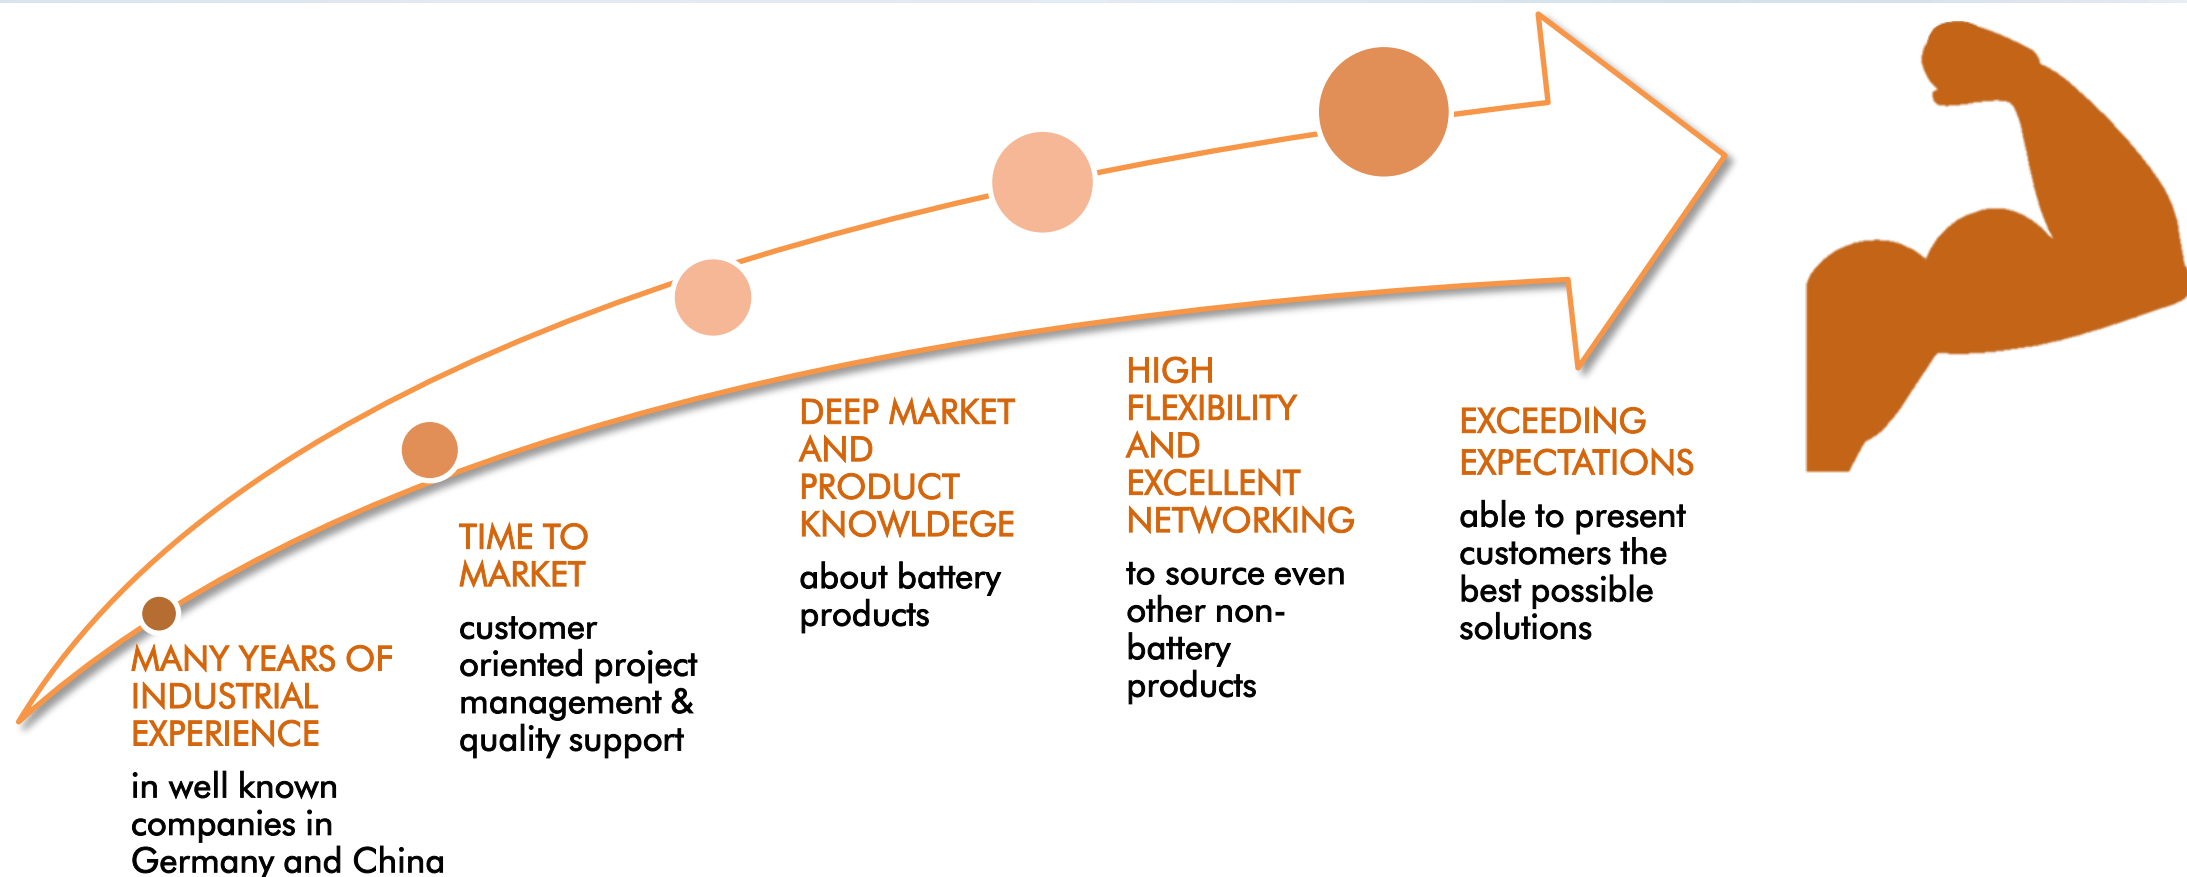 MANY YEARS OF
INDUSTRIAL
EXPERIENCE
in well known
companies in
Germany and China
TIME TO
MARKET
customer
oriented project
management &
quality support
DEEP MARKET
AND
PRODUCT
KNOWLDEGE
about battery
products
HIGH
FLEXIBILITY
AND
EXCELLENT
NETWORKING
to source even
other non-
battery
products
EXCEEDING
EXPECTATIONS
able to present
customers the
best possible
solutions